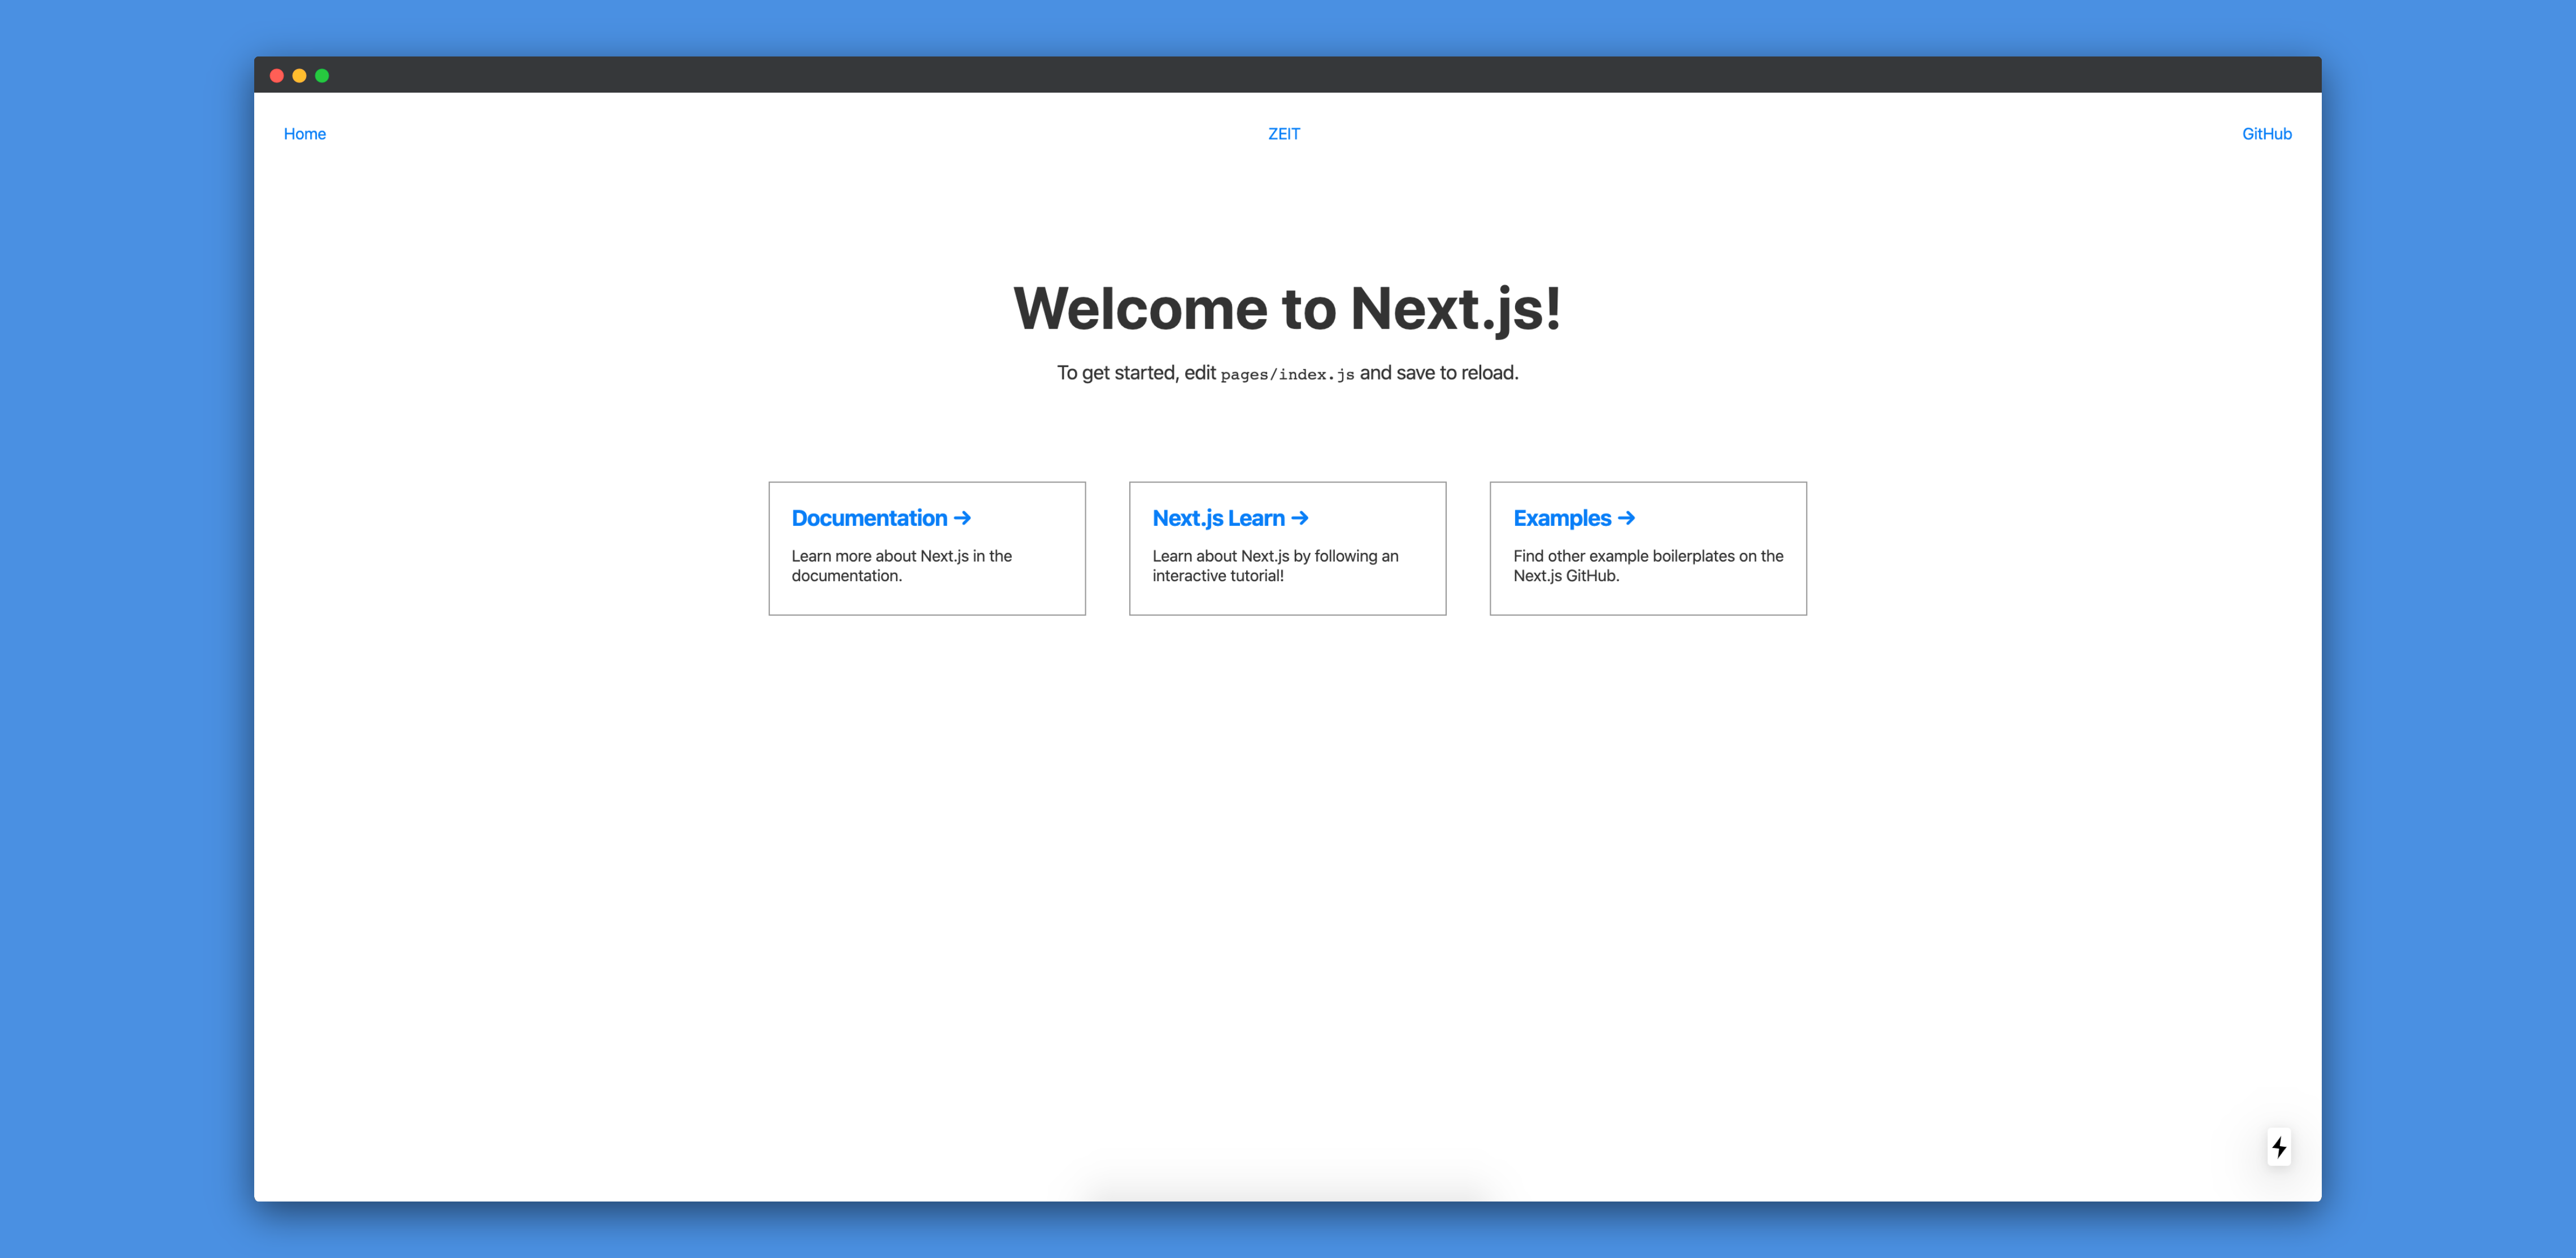 Home
ZEIT
GitHub
Welcome to Next.js!
To get started, edit pages/index.js and save to reload.
Documentation →
Learn more about Next.js in the
documentation.
Next.js Learn →
Learn about Next.js by following an
interactive tutorial!
Examples →
Find other example boilerplates on the
Next.js GitHub.